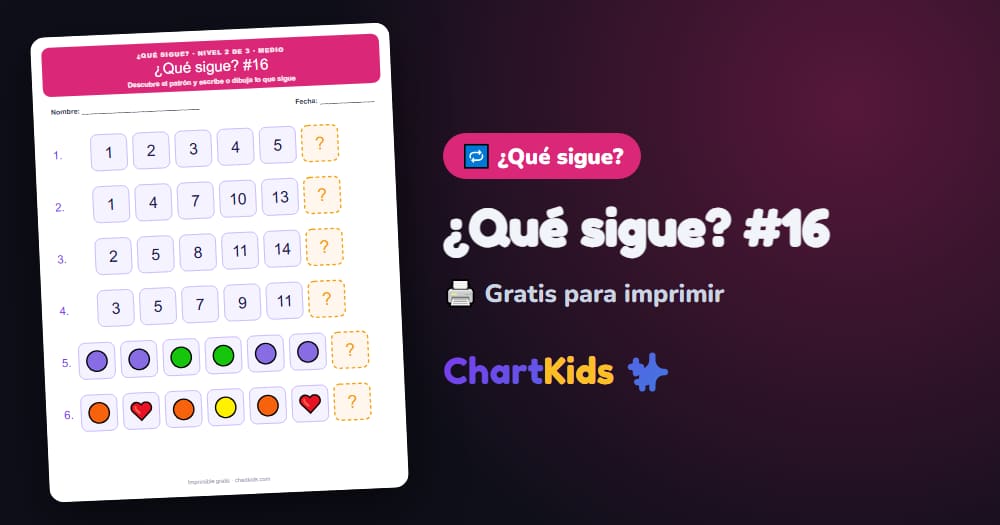 ¿QUÉ SIGUE? · NIVEL 2 DE 3 · MEDIO
¿Qué sigue? #16
Descubre el patrón y escribe o dibuja lo que sigue
Nombre: ____________________ Fecha: __________
1. 1 2 3 4 5 ?
2. 1 4 7 10 13 ?
3. 2 5 8 11 14 ?
4. 3 5 7 9 11 ?
5. ?
6. ?
Imprimible gratis · chartkids.com
¿Qué sigue?
¿Qué sigue? #16
Gratis para imprimir
ChartKids